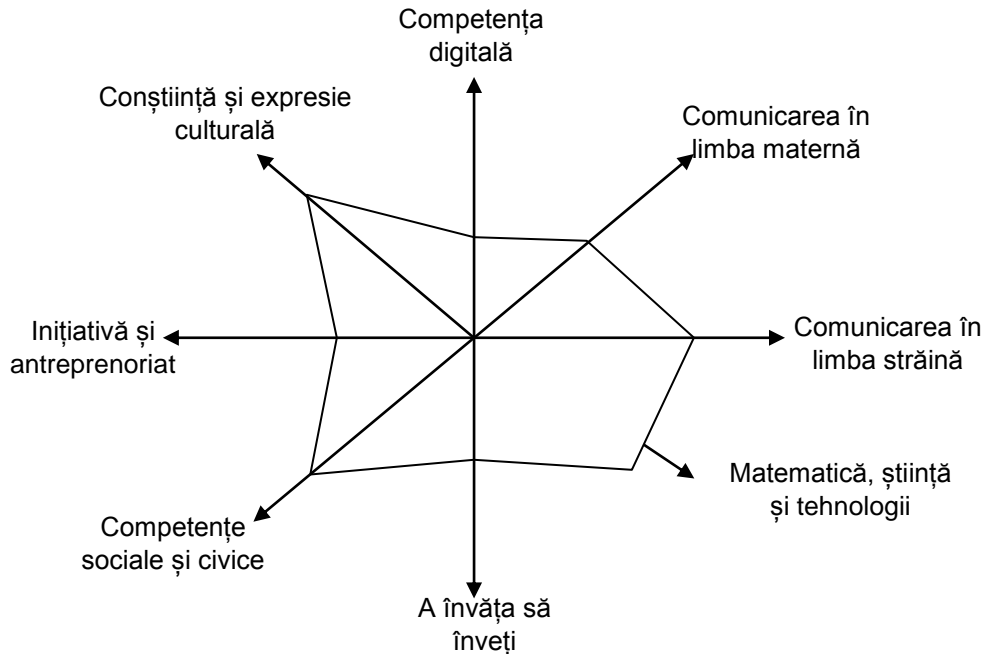 Competența
digitală
Conștiință și expresie
culturală
Comunicarea în
limba maternă
Inițiativă și
antreprenoriat
Comunicarea în
limba străină
Matematică, știință
și tehnologii
Competențe
sociale și civice
A învăța să
înveți